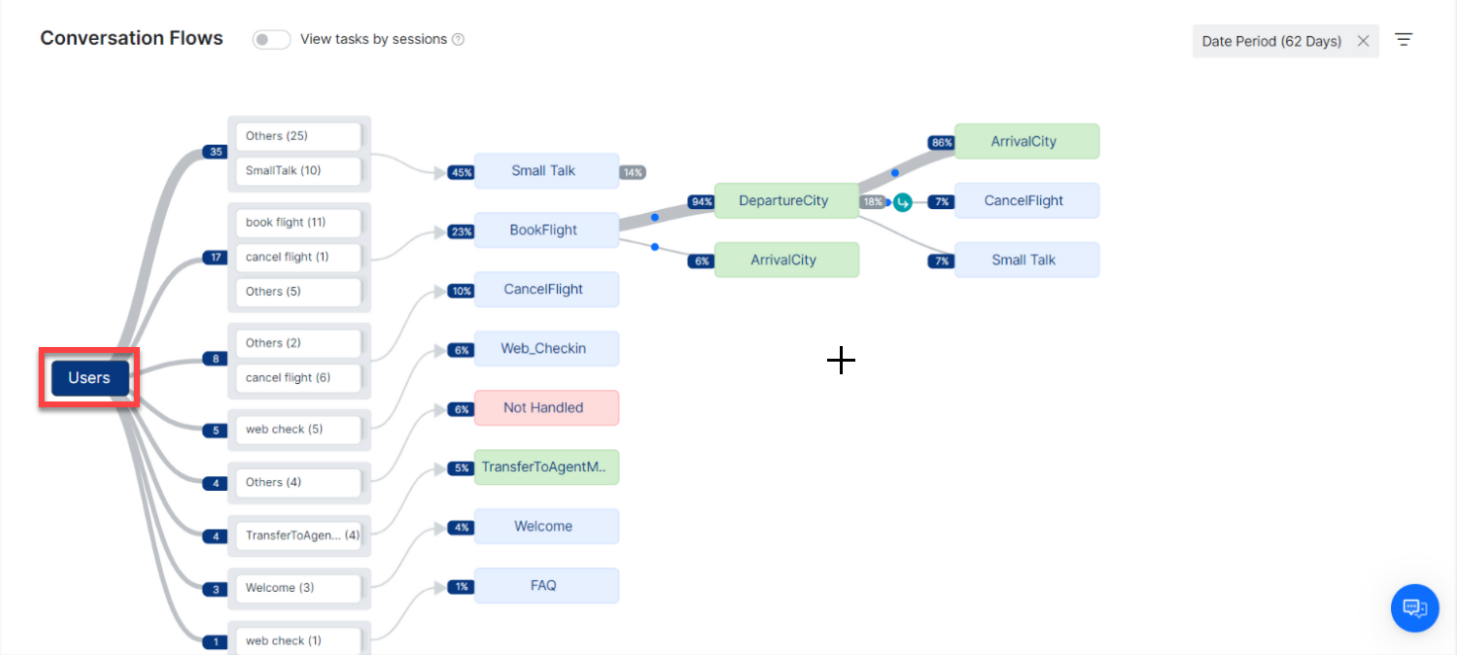 Conversation Flows
View tasks by sessions
Date Period (62 Days)
Users
35
Others (25)
SmallTalk (10)
17
book flight (11)
cancel flight (1)
Others (5)
8
Others (2)
cancel flight (6)
5
web check (5)
4
Others (4)
4
TransferToAgen... (4)
3
Welcome (3)
1
web check (1)
45%
Small Talk
14%
23%
BookFlight
10%
CancelFlight
6%
Web_Checkin
6%
Not Handled
5%
TransferToAgentM..
4%
Welcome
1%
FAQ
94%
DepartureCity
18%
6%
ArrivalCity
86%
ArrivalCity
7%
CancelFlight
7%
Small Talk